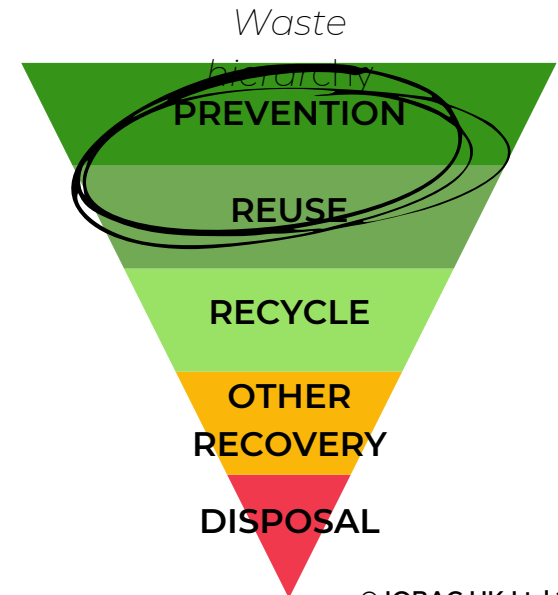 Waste
hierarchy
PREVENTION
REUSE
RECYCLE
OTHER
RECOVERY
DISPOSAL